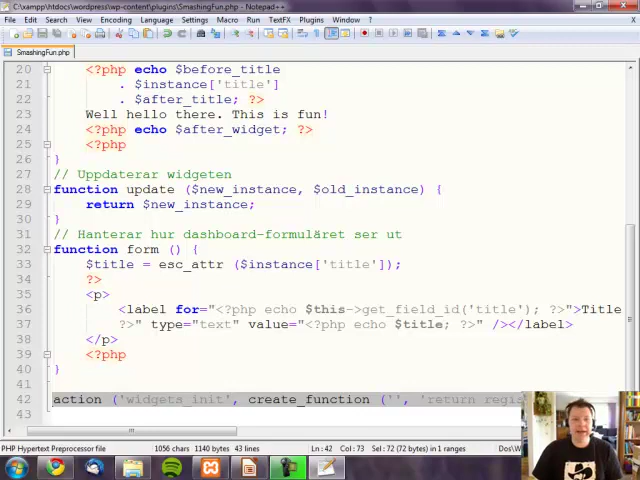 C:\xampp\htdocs\wordpress\wp-content\plugins\SmashingFun.php - Notepad++
File Edit Search View Encoding Language Settings Macro Run TextFX Plugins Window ?
SmashingFun.php
20 <?php echo $before_title
21 . $instance['title']
22 . $after_title; ?>
23 Well hello there. This is fun!
24 <?php echo $after_widget; ?>
25 <?php
26 }
27 // Uppdaterar widgeten
28 function update ($new_instance, $old_instance) {
29 return $new_instance;
30 }
31 // Hanterar hur dashboard-formuläret ser ut
32 function form () {
33 $title = esc_attr ($instance['title']);
34 ?>
35 <p>
36 <label for="<?php echo $this->get_field_id('title'); ?>">Title
37 ?>" type="text" value="<?php echo $title; ?>" /></label>
38 </p>
39 <?php
40 }
41
42 action ('widgets_init', create_function ('', 'return regis
43
PHP Hypertext Preprocessor file 1056 chars 1140 bytes 43 lines Ln : 42 Col : 73 Sel : 72 (72 bytes) in 1 ranges Dos\W